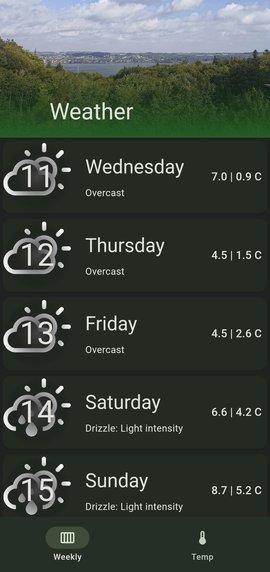 Weather
11
Wednesday
7.0 | 0.9 C
Overcast
12
Thursday
4.5 | 1.5 C
Overcast
13
Friday
4.5 | 2.6 C
Overcast
14
Saturday
6.6 | 4.2 C
Drizzle: Light intensity
15
Sunday
8.7 | 5.2 C
Drizzle: Light intensity
Weekly
Temp